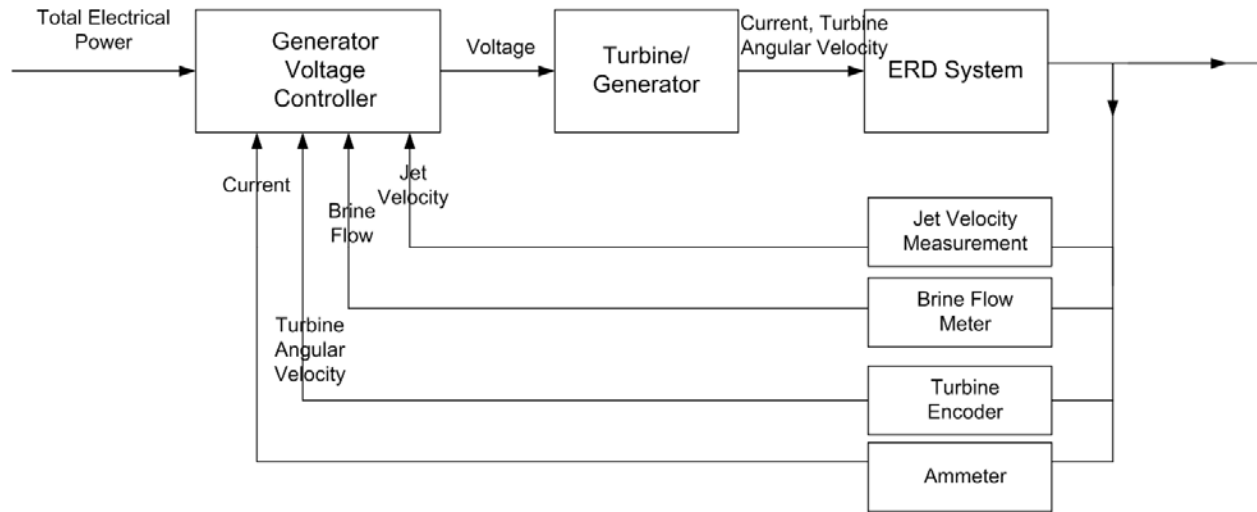 Total Electrical
Power
Generator
Voltage
Controller
Voltage
Turbine/
Generator
Current, Turbine
Angular Velocity
ERD System
Current
Brine
Flow
Jet
Velocity
Turbine
Angular
Velocity
Jet Velocity
Measurement
Brine Flow
Meter
Turbine
Encoder
Ammeter